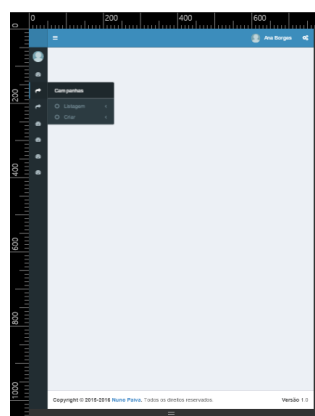 0 200 400 600
Ana Borges
200
Campanhas
Listagem
Criar
400
600
800
1000
Copyright © 2015-2016 Nuno Paiva. Todos os direitos reservados.
Versão 1.0